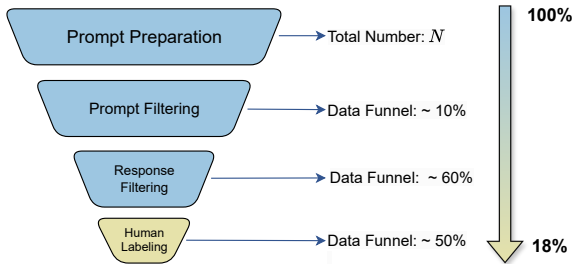 Prompt Preparation
Total Number: N
100%
Prompt Filtering
Data Funnel: ~ 10%
Response
Filtering
Data Funnel: ~ 60%
Human
Labeling
Data Funnel: ~ 50%
18%